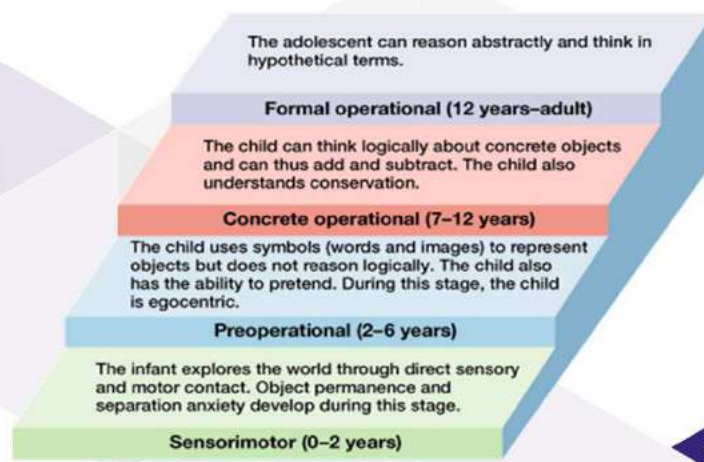 The adolescent can reason abstractly and think in
hypothetical terms.
Formal operational (12 years–adult)
The child can think logically about concrete objects
and can thus add and subtract. The child also
understands conservation.
Concrete operational (7–12 years)
The child uses symbols (words and images) to represent
objects but does not reason logically. The child also
has the ability to pretend. During this stage, the child
is egocentric.
Preoperational (2–6 years)
The infant explores the world through direct sensory
and motor contact. Object permanence and
separation anxiety develop during this stage.
Sensorimotor (0–2 years)